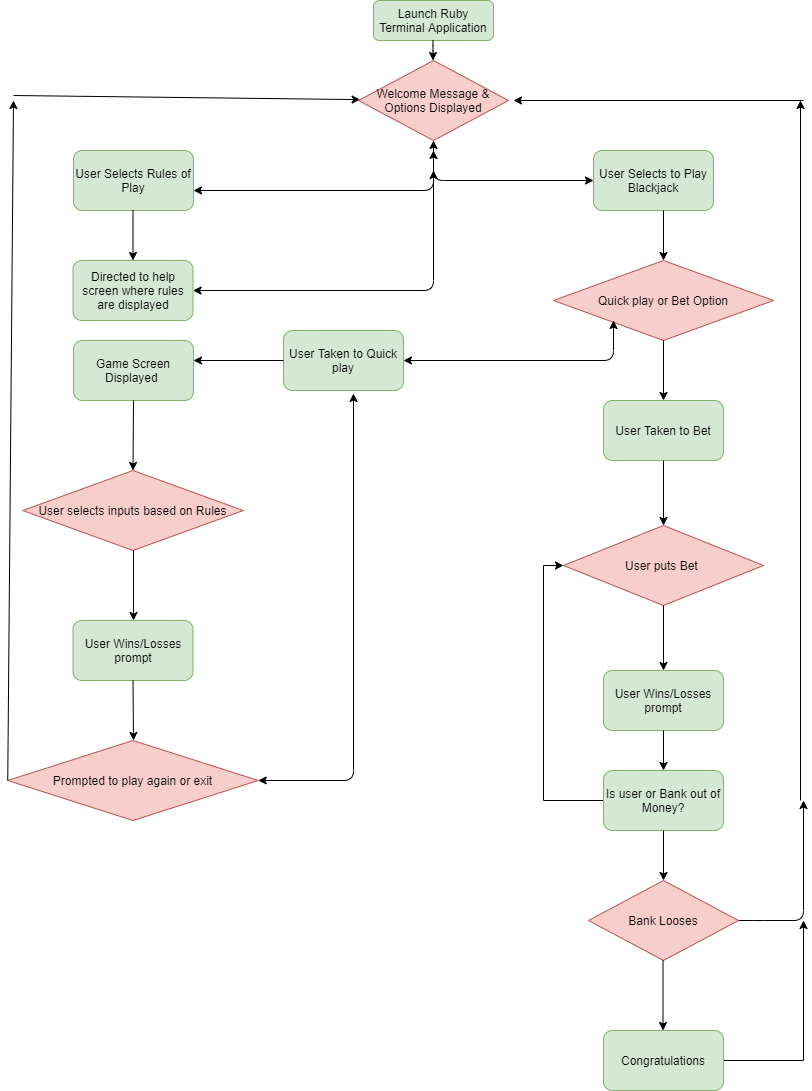 Launch Ruby
Terminal Application
Welcome Message &
Options Displayed
User Selects Rules of
Play
User Selects to Play
Blackjack
Directed to help
screen where rules
are displayed
Quick play or Bet Option
Game Screen
Displayed
User Taken to Quick
play
User Taken to Bet
User selects inputs based on Rules
User puts Bet
User Wins/Losses
prompt
User Wins/Losses
prompt
Prompted to play again or exit
Is user or Bank out of
Money?
Bank Looses
Congratulations